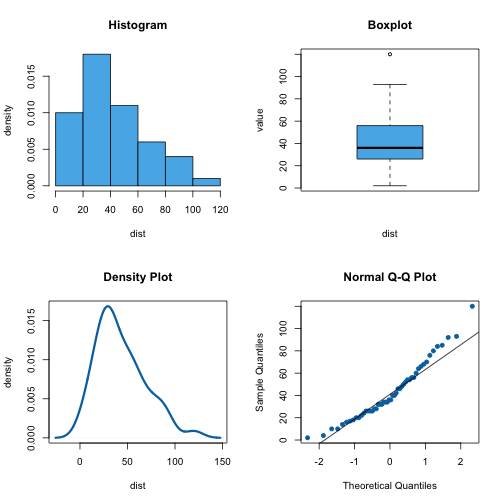 Histogram
density
0.000 0.005 0.010 0.015
0 20 40 60 80 100 120
dist
Boxplot
value
0 20 40 60 80 100
dist
Density Plot
density
0.000 0.005 0.010 0.015
0 50 100 150
dist
Normal Q-Q Plot
Sample Quantiles
0 20 40 60 80 100
-2 -1 0 1 2
Theoretical Quantiles